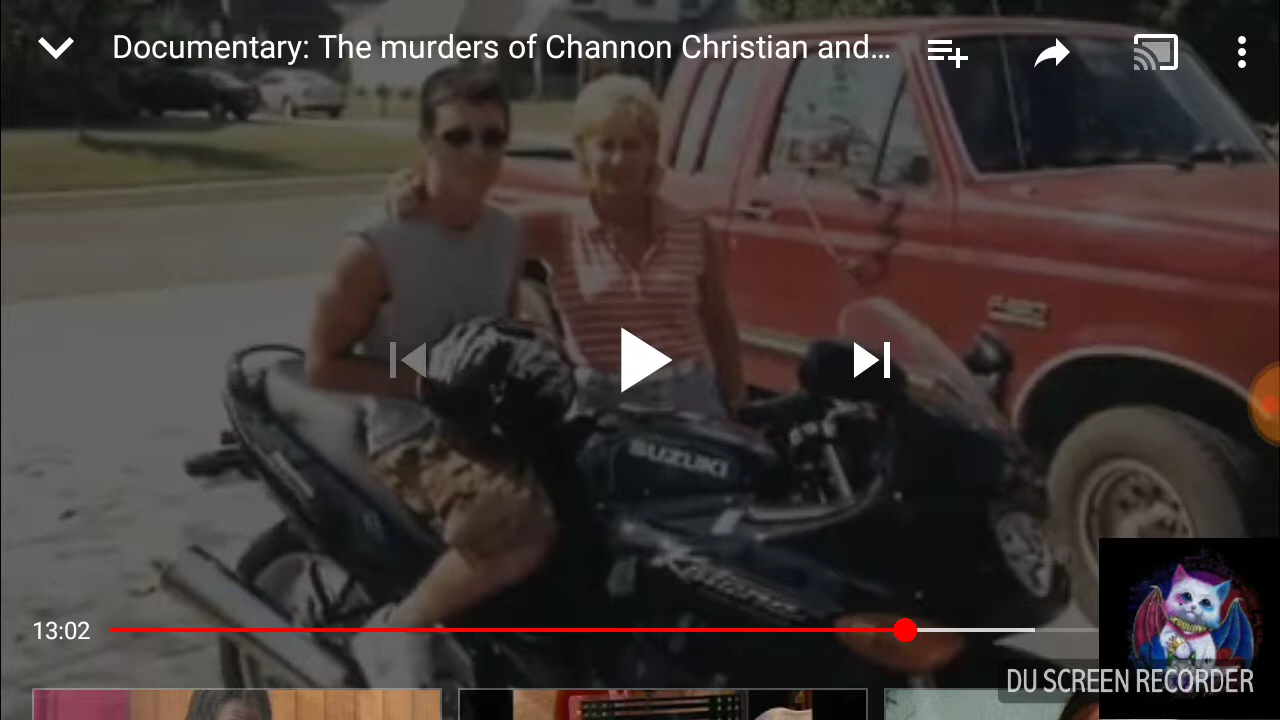 Documentary: The murders of Channon Christian and…
SUZUKI
Katana
13:02
DU SCREEN RECORDER